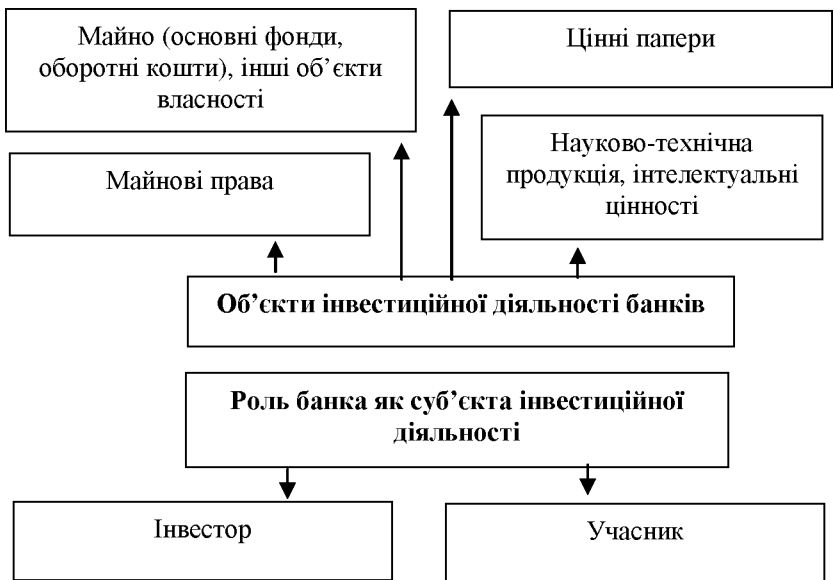 Майно (основні фонди,
оборотні кошти), інші об’єкти
власності
Цінні папери
Майнові права
Науково-технічна
продукція, інтелектуальні
цінності
Об’єкти інвестиційної діяльності банків
Роль банка як суб’єкта інвестиційної
діяльності
Інвестор
Учасник